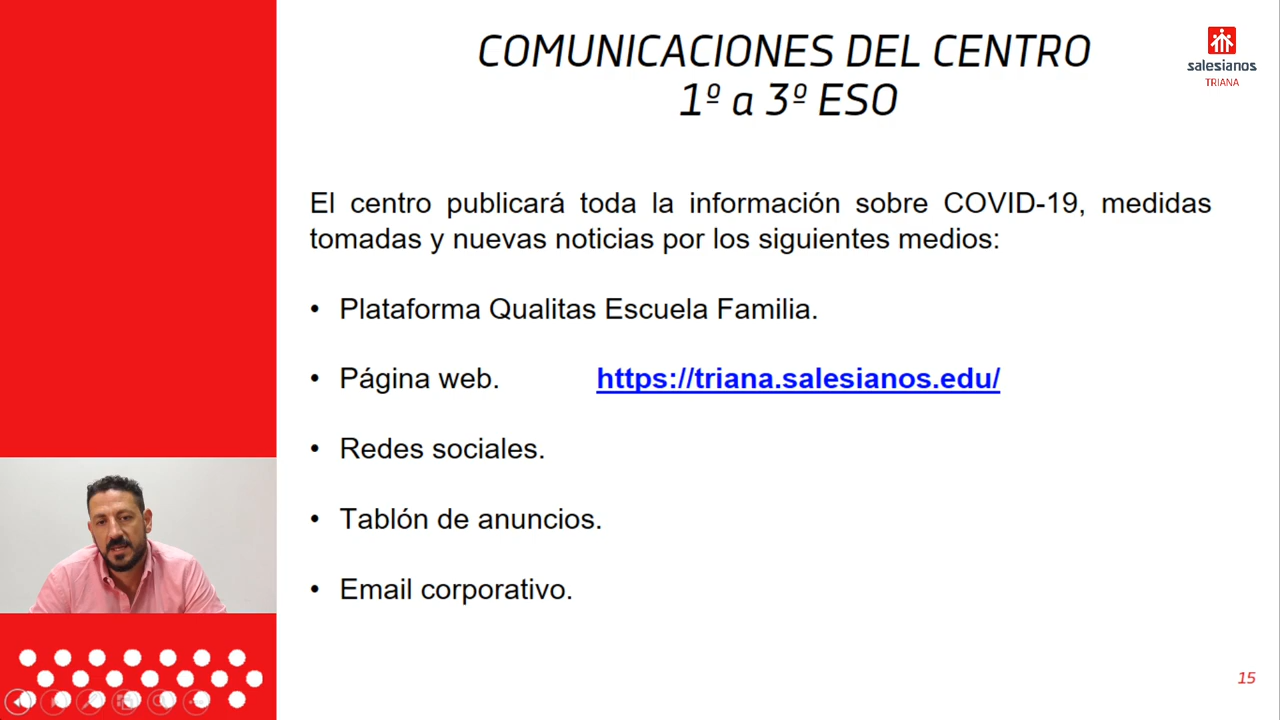 COMUNICACIONES DEL CENTRO
1º a 3º ESO
salesianos
TRIANA
El centro publicará toda la información sobre COVID-19, medidas
tomadas y nuevas noticias por los siguientes medios:
• Plataforma Qualitas Escuela Familia.
• Página web. https://triana.salesianos.edu/
• Redes sociales.
• Tablón de anuncios.
• Email corporativo.
15